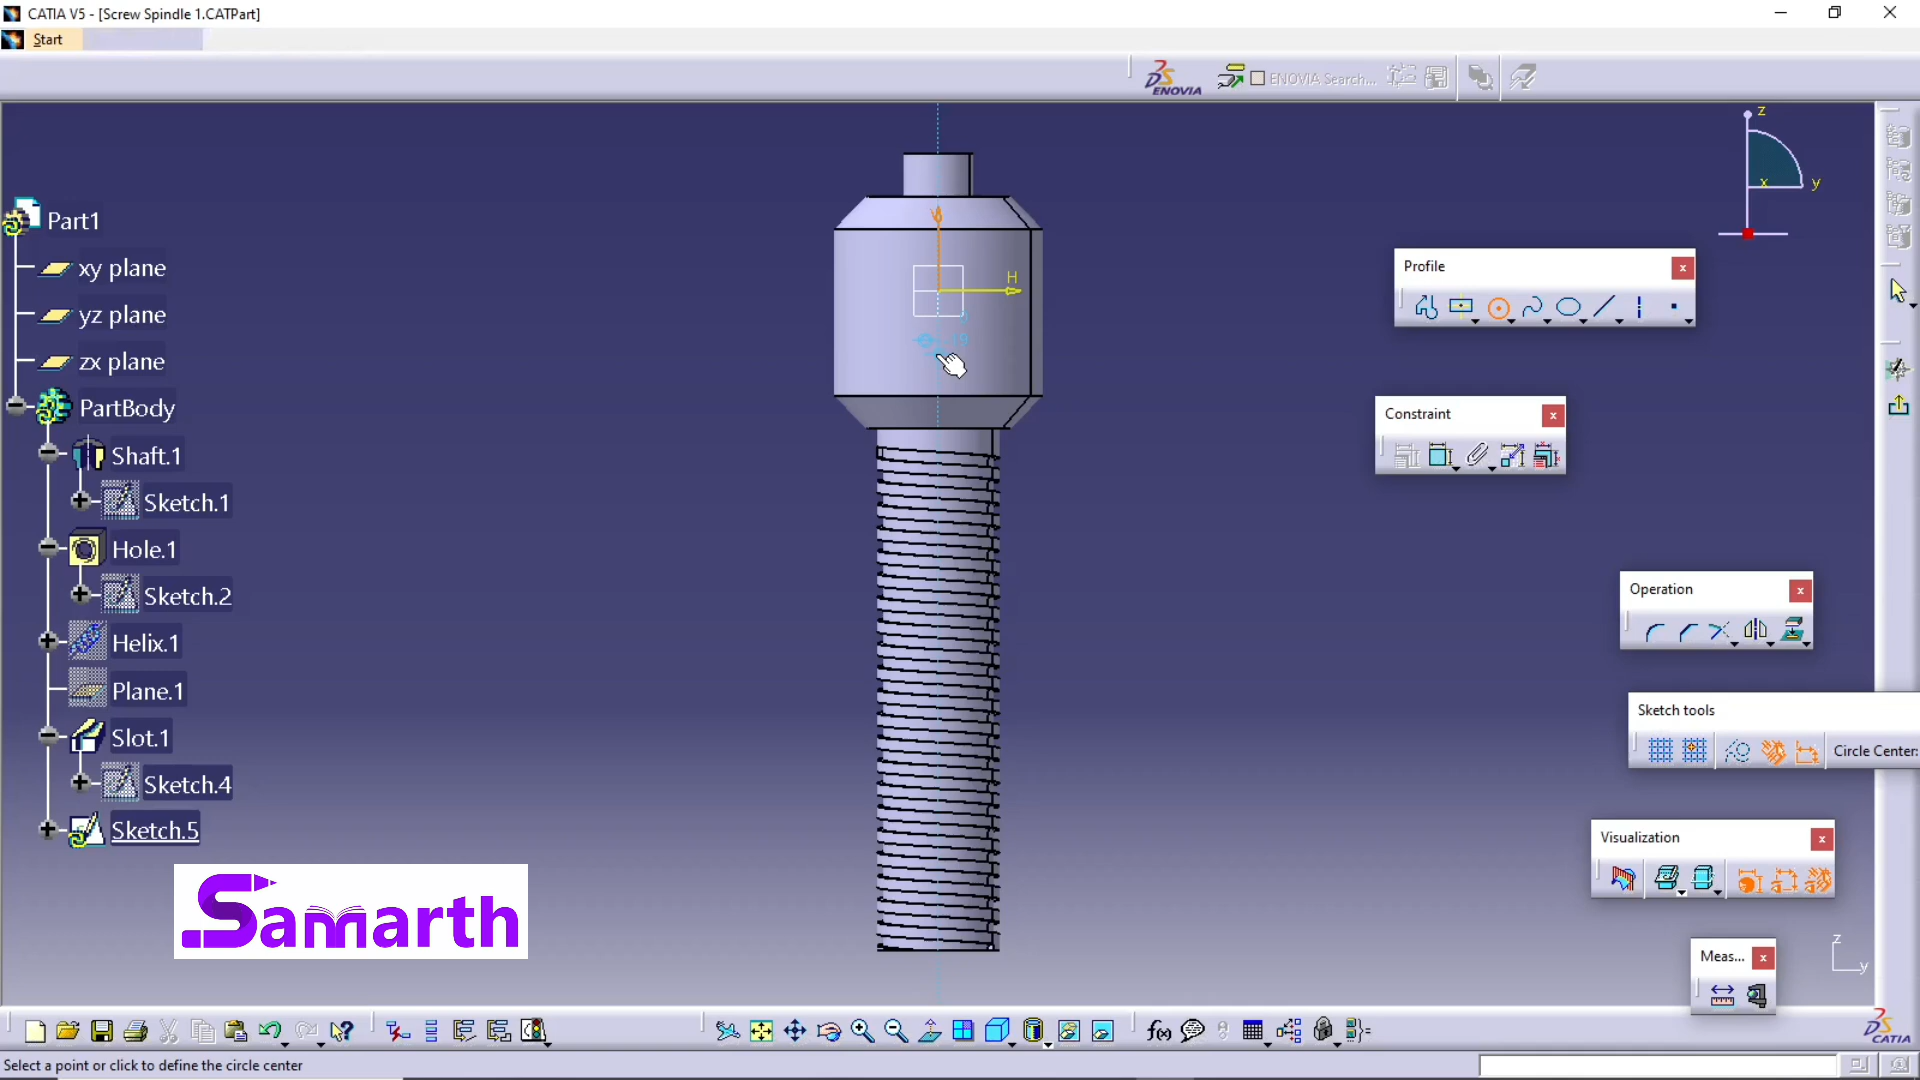 CATIA V5 - [Screw Spindle 1.CATPart]
Start
ENOVIA
ENOVIA Search...
z
x
y
Part1
xy plane
yz plane
zx plane
PartBody
Shaft.1
Sketch.1
Hole.1
Sketch.2
Helix.1
Plane.1
Slot.1
Sketch.4
Sketch.5
V
H
Profile
Constraint
Operation
Sketch tools
Circle Center:
Visualization
Meas...
z
y
Samarth
f(x)
CATIA
Select a point or click to define the circle center